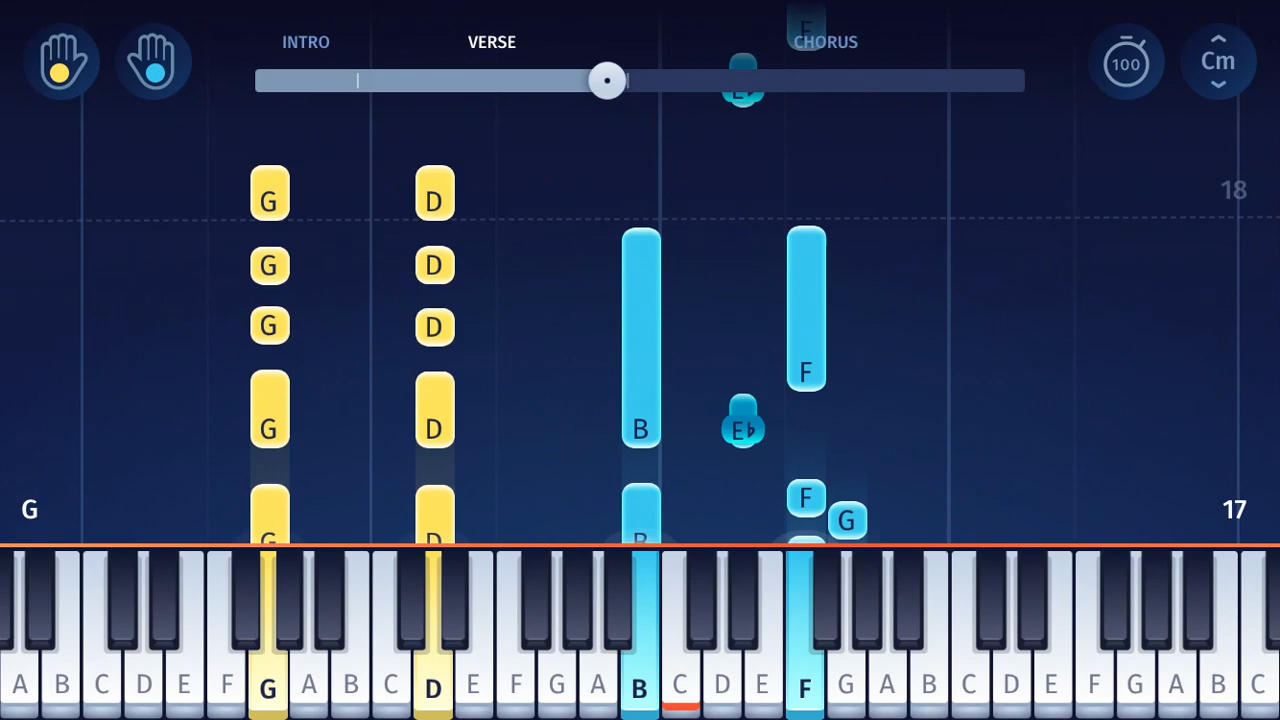 INTRO VERSE CHORUS
F
100 Cm
E♭
G D 18
G D
G D F
G D B E♭
F
G G 17
G D B
A B C D E F G A B C D E F G A B C D E F G A B C D E F G A B C